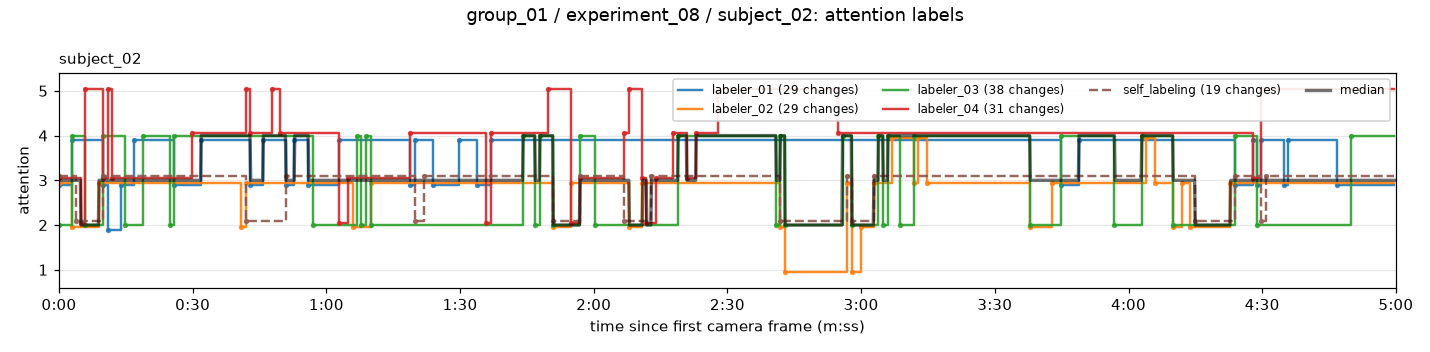 group_01 / experiment_08 / subject_02: attention labels
subject_02
labeler_01 (29 changes)
labeler_02 (29 changes)
labeler_03 (38 changes)
labeler_04 (31 changes)
self_labeling (19 changes)
median
attention
5
4
3
2
1
0:00 0:30 1:00 1:30 2:00 2:30 3:00 3:30 4:00 4:30 5:00
time since first camera frame (m:ss)